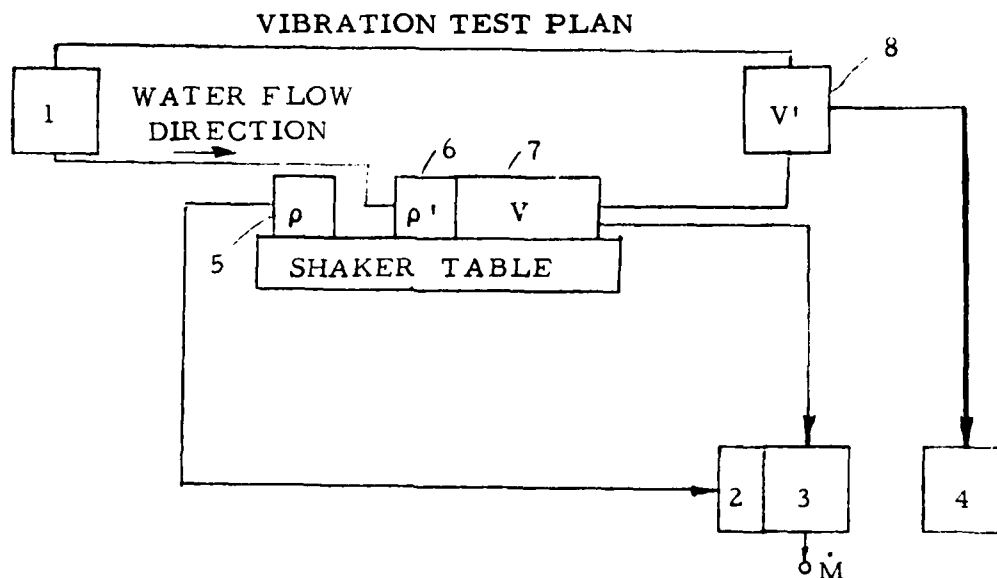 VIBRATION TEST PLAN
8
1
WATER FLOW
DIRECTION
V'
6
7
ρ
ρ'
V
5
SHAKER TABLE
2
3
4
Ṁ